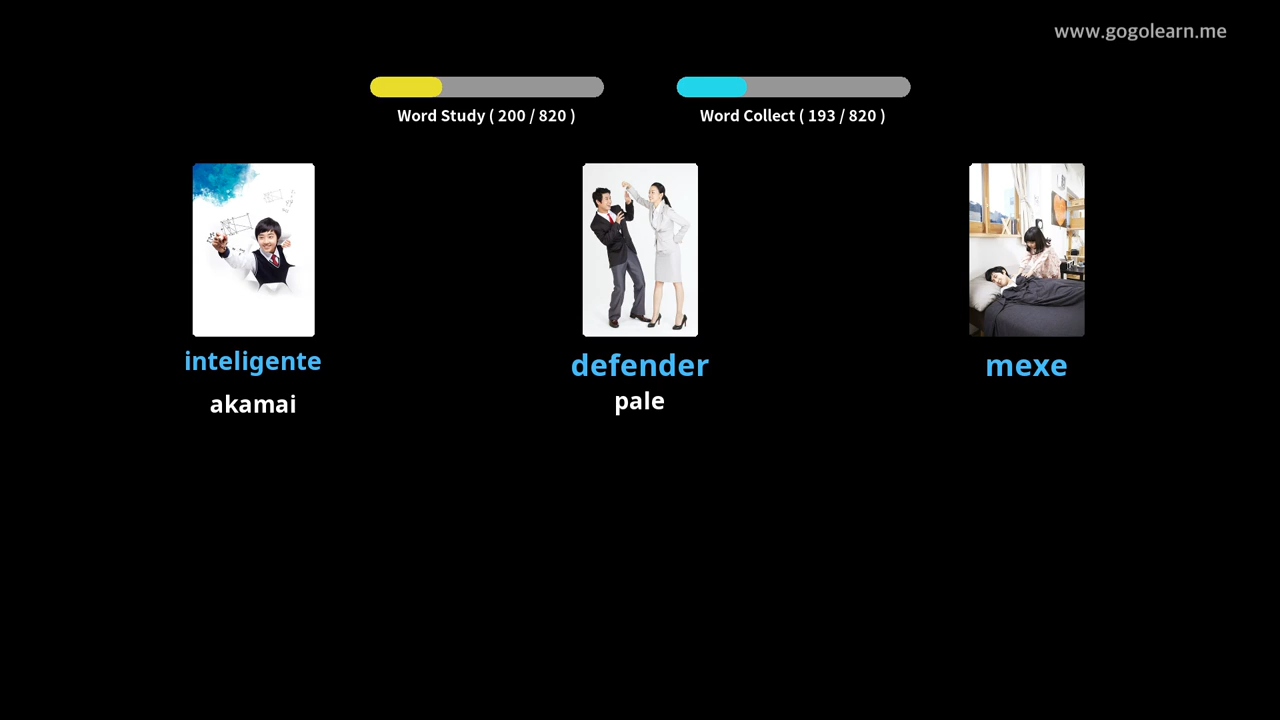 www.gogolearn.me
Word Study ( 200 / 820 )
Word Collect ( 193 / 820 )
inteligente
akamai
defender
pale
mexe